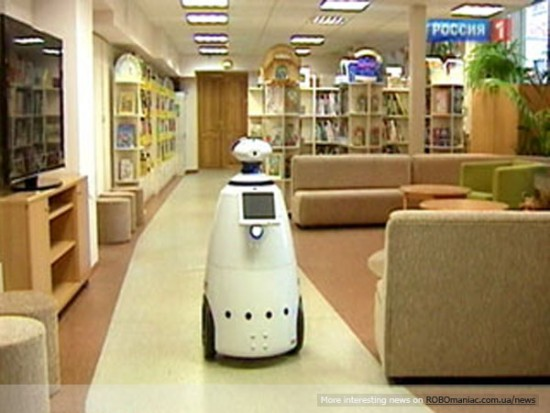 РОССИЯ 1
More interesting news on ROBOmaniac.com.ua/news